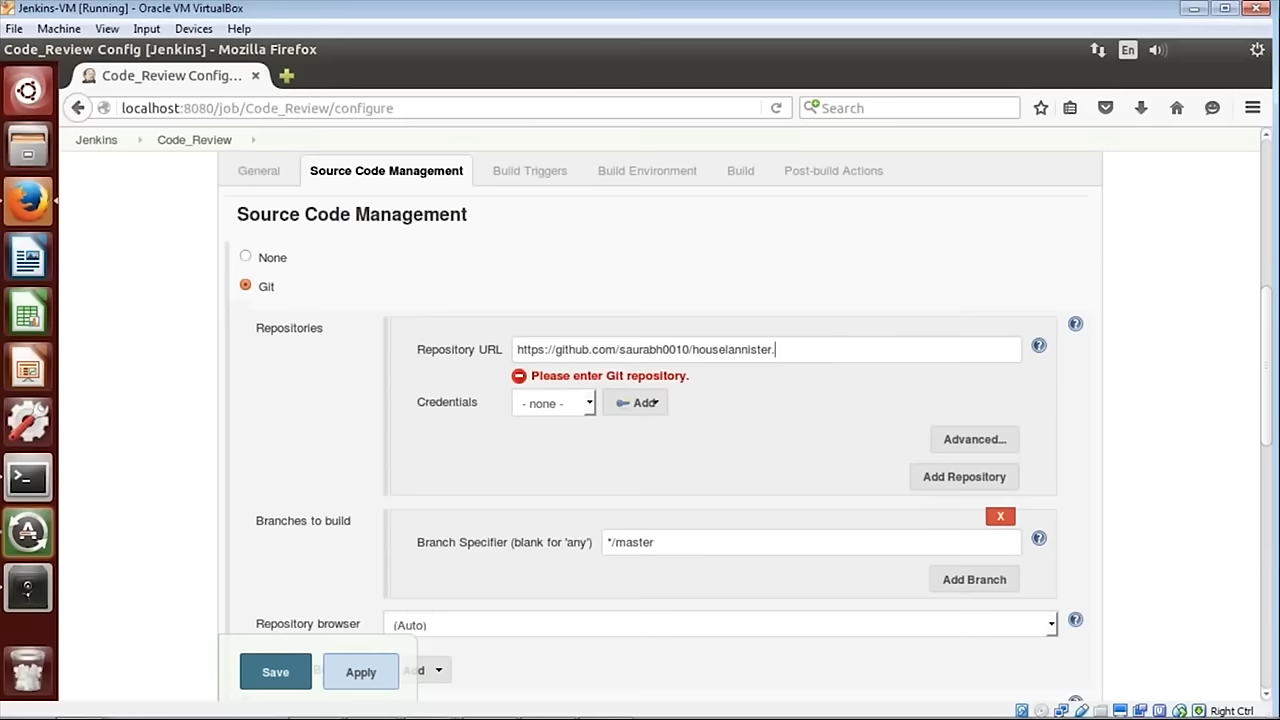 Jenkins-VM [Running] - Oracle VM VirtualBox
File Machine View Input Devices Help
Code_Review Config [Jenkins] - Mozilla Firefox
En
Code_Review Config...
localhost:8080/job/Code_Review/configure
Search
Jenkins Code_Review
General Source Code Management Build Triggers Build Environment Build Post-build Actions
Source Code Management
None
Git
Repositories
Repository URL https://github.com/saurabh0010/houselannister.
Please enter Git repository.
Credentials - none - Add
Advanced...
Add Repository
Branches to build
X
Branch Specifier (blank for 'any') */master
Add Branch
Repository browser (Auto)
Save Apply
Right Ctrl